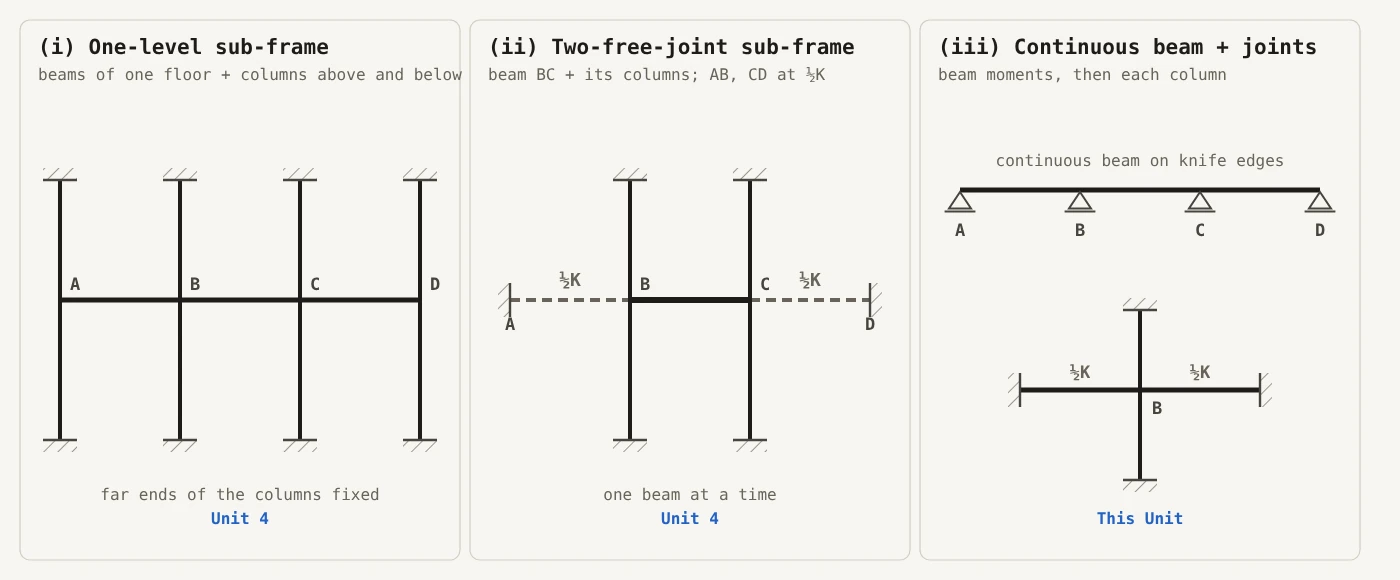 (i) One-level sub-frame
beams of one floor + columns above and below
A
B
C
D
far ends of the columns fixed
Unit 4
(ii) Two-free-joint sub-frame
beam BC + its columns; AB, CD at ½K
½K
B
C
½K
A
D
one beam at a time
Unit 4
(iii) Continuous beam + joints
beam moments, then each column
continuous beam on knife edges
A
B
C
D
½K
½K
B
This Unit